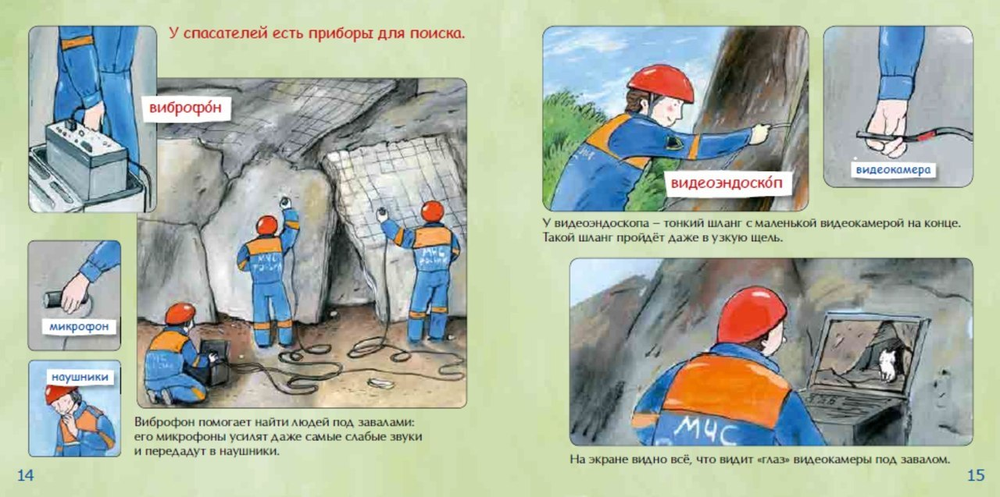 У спасателей есть приборы для поиска.
виброфо́н
микрофон
наушники
МЧС
МЧС
МЧС
Виброфон помогает найти людей под завалами:
его микрофоны усилят даже самые слабые звуки
и передадут в наушники.
14
видеоэндоско́п
видеокамера
У видеоэндоскопа – тонкий шланг с маленькой видеокамерой на конце.
Такой шланг пройдёт даже в узкую щель.
МЧС
На экране видно всё, что видит «глаз» видеокамеры под завалом.
15